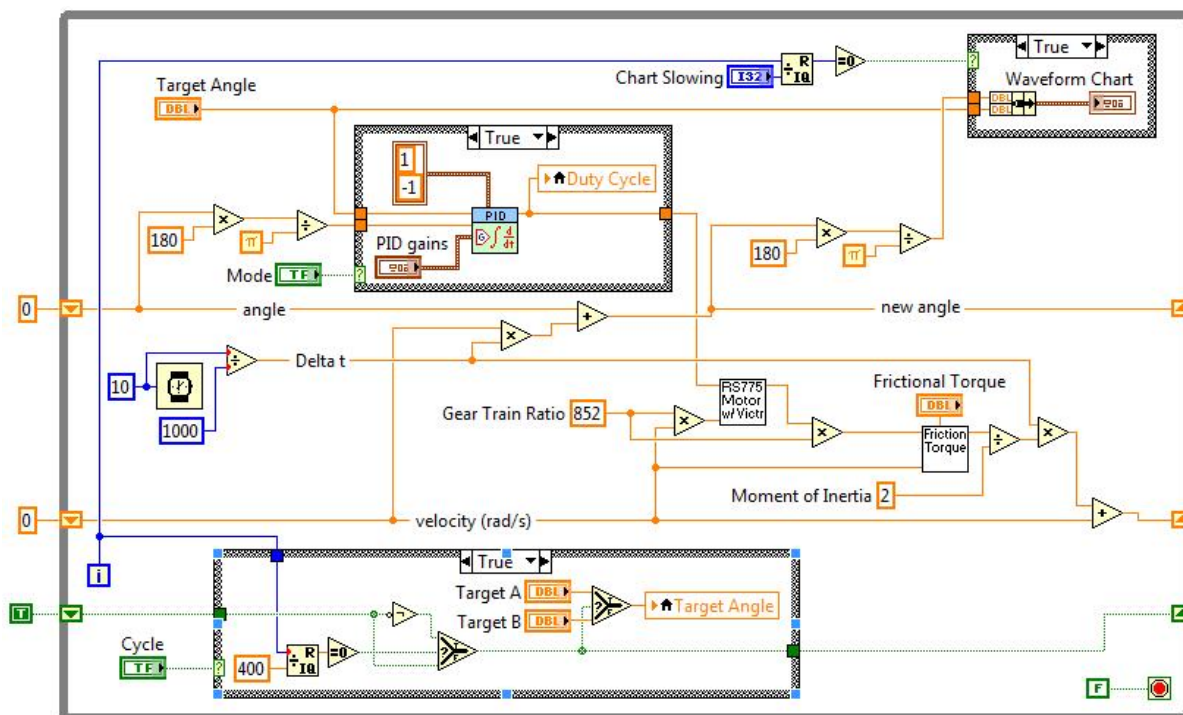 True
Chart Slowing
I32
R
IQ
=0
?
Waveform Chart
DBL
DBL
Target Angle
DBL
True
1
-1
Duty Cycle
180
π
PID
PID gains
Mode
TF
?
180
π
0
angle
new angle
10
1000
Delta t
Gear Train Ratio
852
RS775
Motor
w/ Victr
Frictional Torque
DBL
Friction
Torque
Moment of Inertia
2
0
velocity (rad/s)
i
True
Target A
DBL
Target B
DBL
?
T
F
Target Angle
T
Cycle
TF
?
400
R
IQ
=0
?
T
F
F